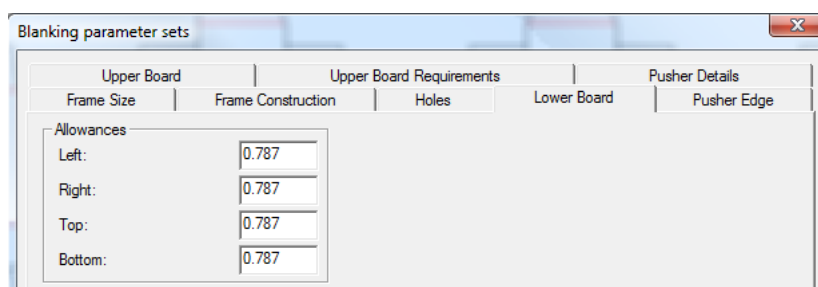 Blanking parameter sets
Upper Board Upper Board Requirements Pusher Details
Frame Size Frame Construction Holes Lower Board Pusher Edge
Allowances
Left: 0.787
Right: 0.787
Top: 0.787
Bottom: 0.787